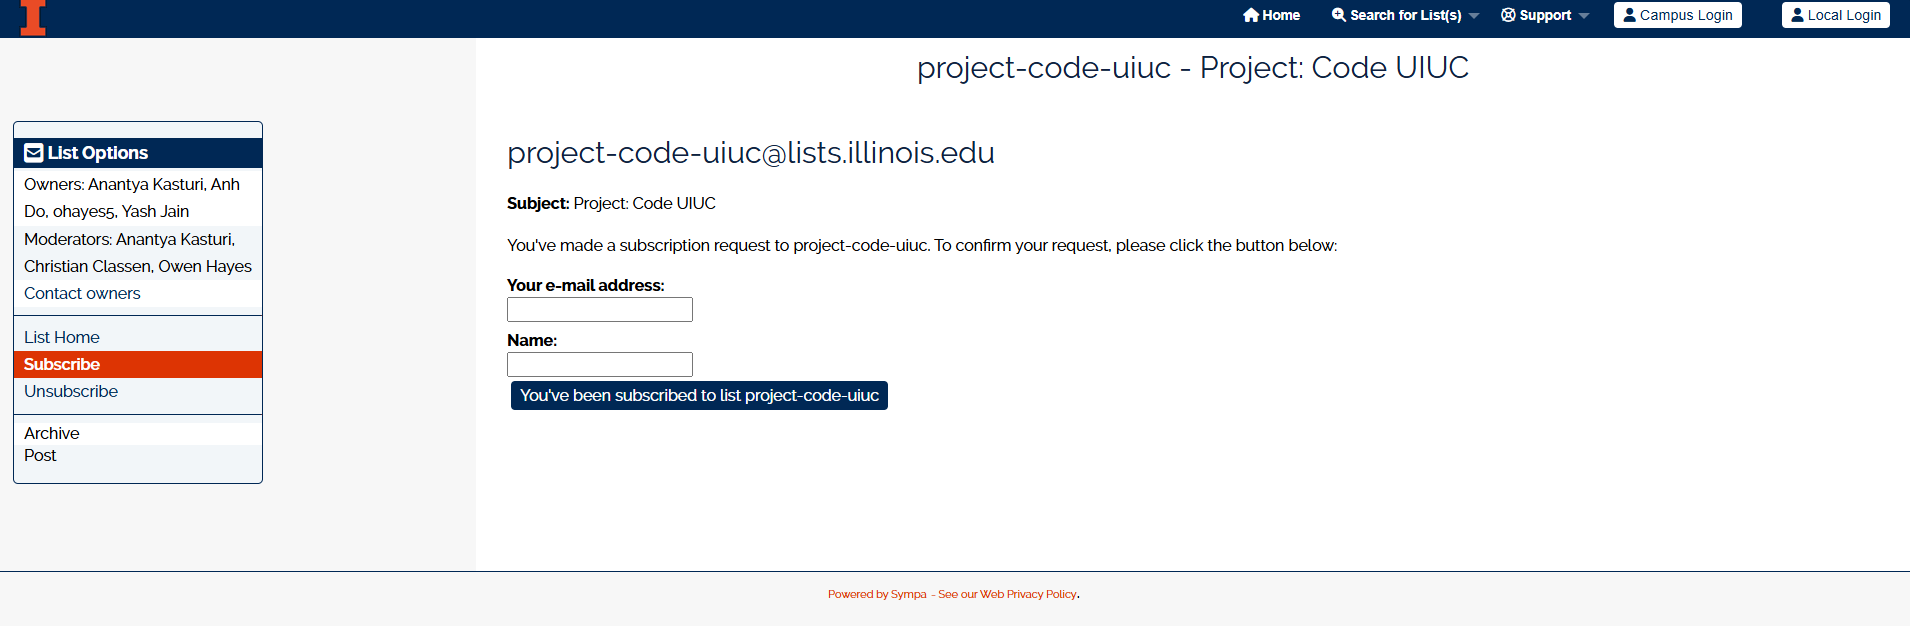 Home
Search for List(s)
Support
Campus Login
Local Login
project-code-uiuc - Project: Code UIUC
List Options
Owners: Anantya Kasturi, Anh
Do, ohayes5, Yash Jain
Moderators: Anantya Kasturi,
Christian Classen, Owen Hayes
Contact owners
List Home
Subscribe
Unsubscribe
Archive
Post
project-code-uiuc@lists.illinois.edu
Subject: Project: Code UIUC
You've made a subscription request to project-code-uiuc. To confirm your request, please click the button below:
Your e-mail address:
Name:
You've been subscribed to list project-code-uiuc
Powered by Sympa - See our Web Privacy Policy.